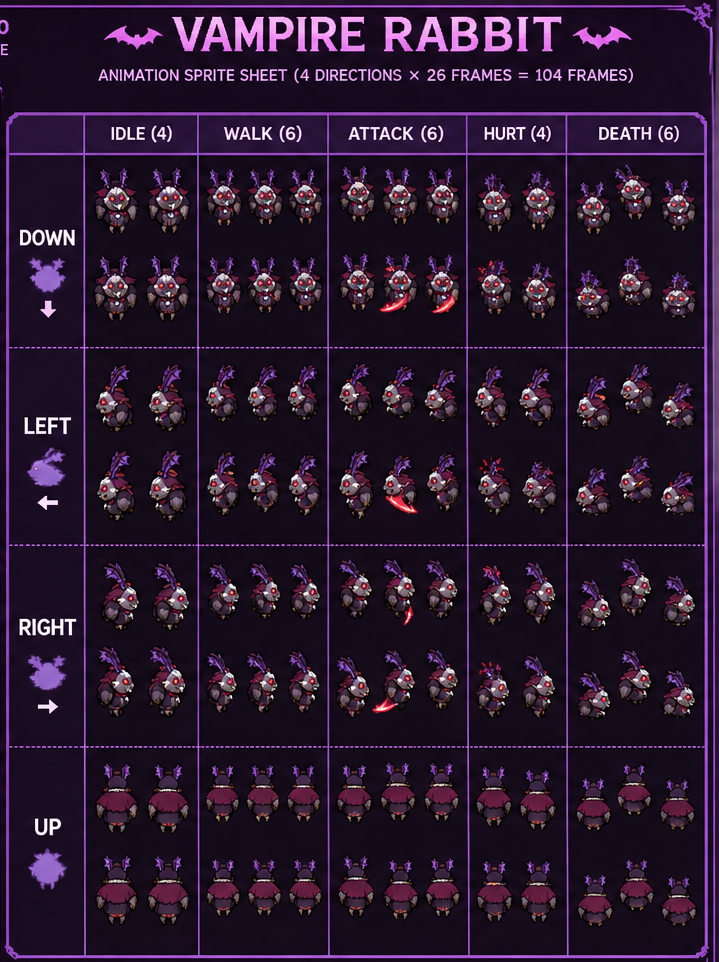 O
E
VAMPIRE RABBIT
ANIMATION SPRITE SHEET (4 DIRECTIONS × 26 FRAMES = 104 FRAMES)
IDLE (4) WALK (6) ATTACK (6) HURT (4) DEATH (6)
DOWN
LEFT
RIGHT
UP